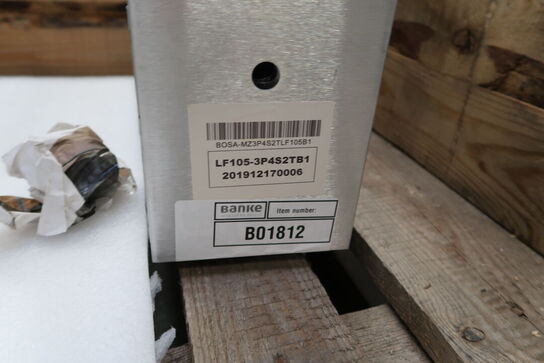 BOSA-MZ3P4S2TLF105B1
LF105-3P4S2TB1
201912170006
BANKE Item number:
B01812